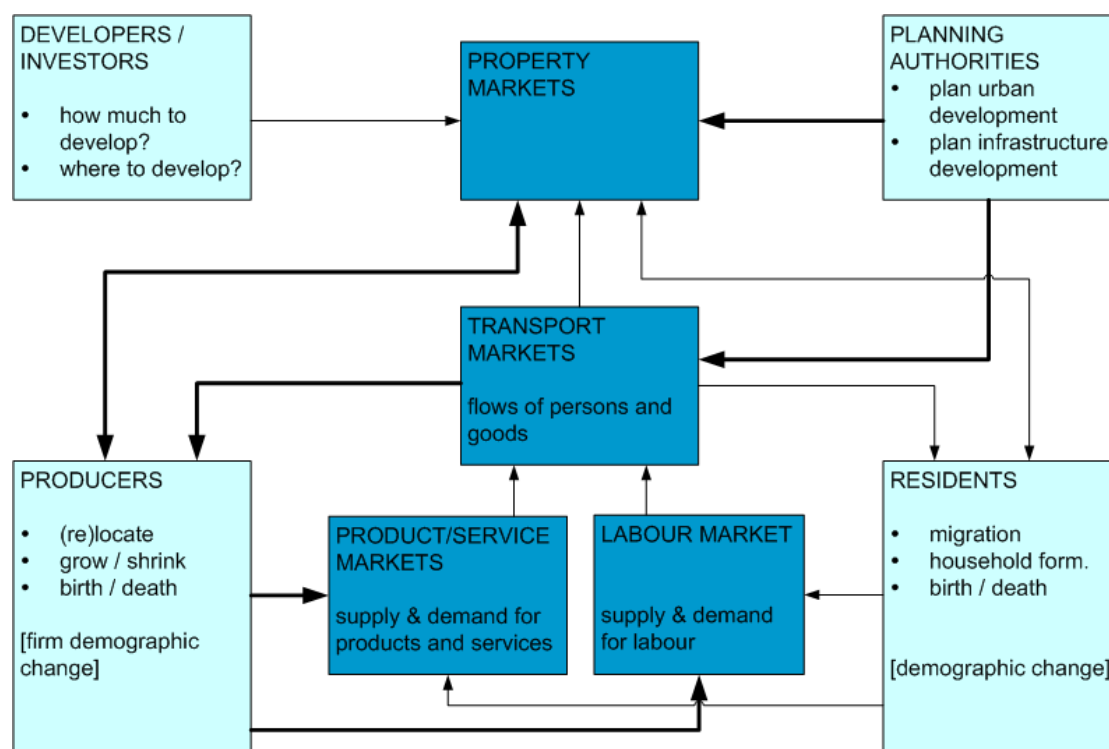 DEVELOPERS /
INVESTORS
• how much to
develop?
• where to develop?
PROPERTY
MARKETS
PLANNING
AUTHORITIES
• plan urban
development
• plan infrastructure
development
TRANSPORT
MARKETS
flows of persons and
goods
PRODUCERS
• (re)locate
• grow / shrink
• birth / death
[firm demographic
change]
PRODUCT/SERVICE
MARKETS
supply & demand for
products and services
LABOUR MARKET
supply & demand
for labour
RESIDENTS
• migration
• household form.
• birth / death
[demographic change]